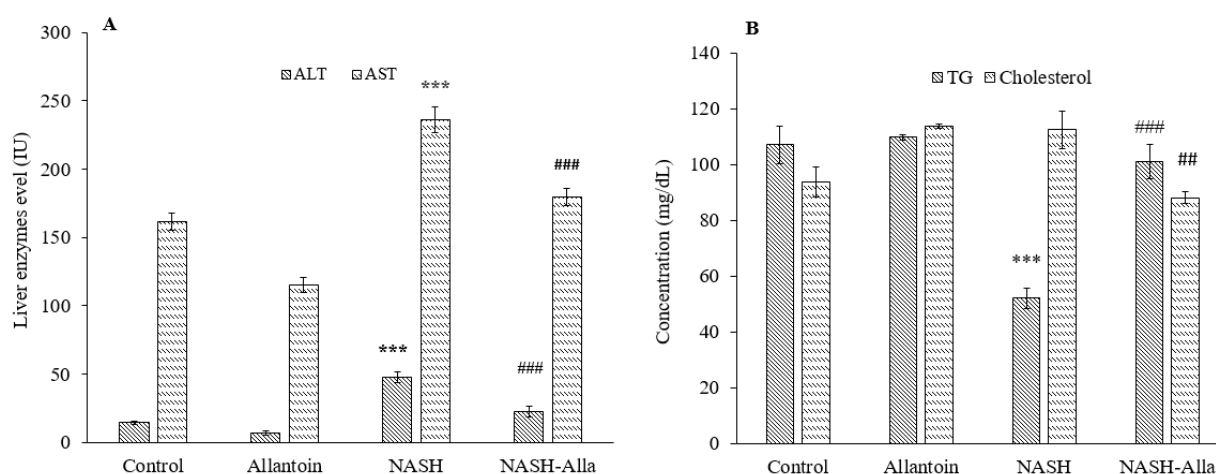 A
Liver enzymes evel (IU)
300
250
200
150
100
50
0
ALT AST
***
***
###
###
Control Allantoin NASH NASH-Alla
B
Concentration (mg/dL)
140
120
100
80
60
40
20
0
TG Cholesterol
***
###
##
Control Allantoin NASH NASH-Alla